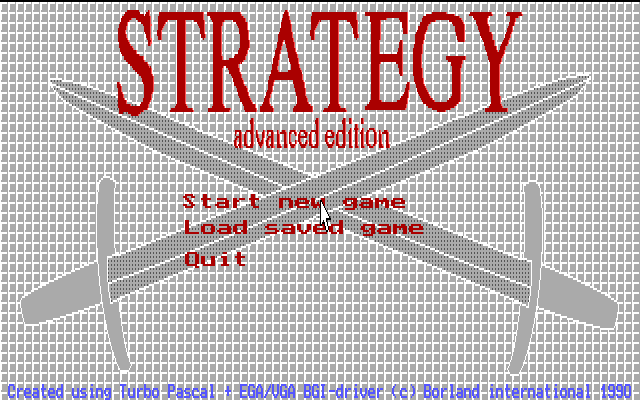 STRATEGY
advanced edition
Start new game
Load saved game
Quit
Created using Turbo Pascal + EGA/VGA BGI-driver (c) Borland international 1990